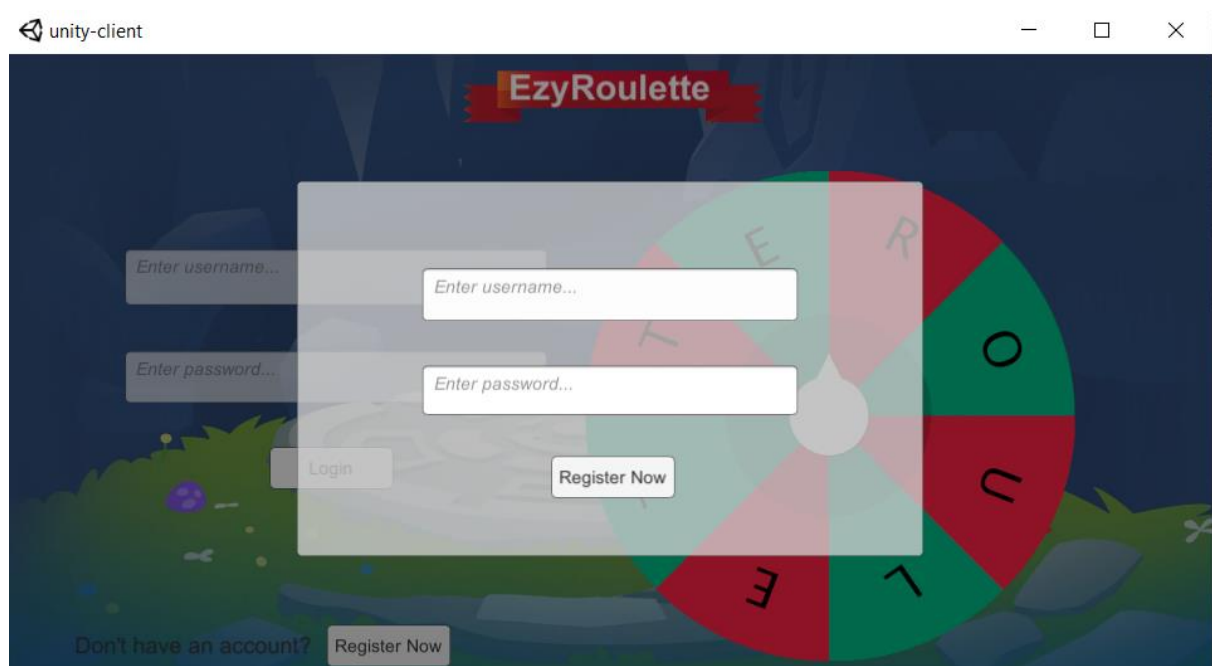 unity-client
EzyRoulette
Enter username...
Enter password...
Login
Enter username...
Enter password...
Register Now
R
O
U
L
E
T
T
E
Don't have an account?
Register Now